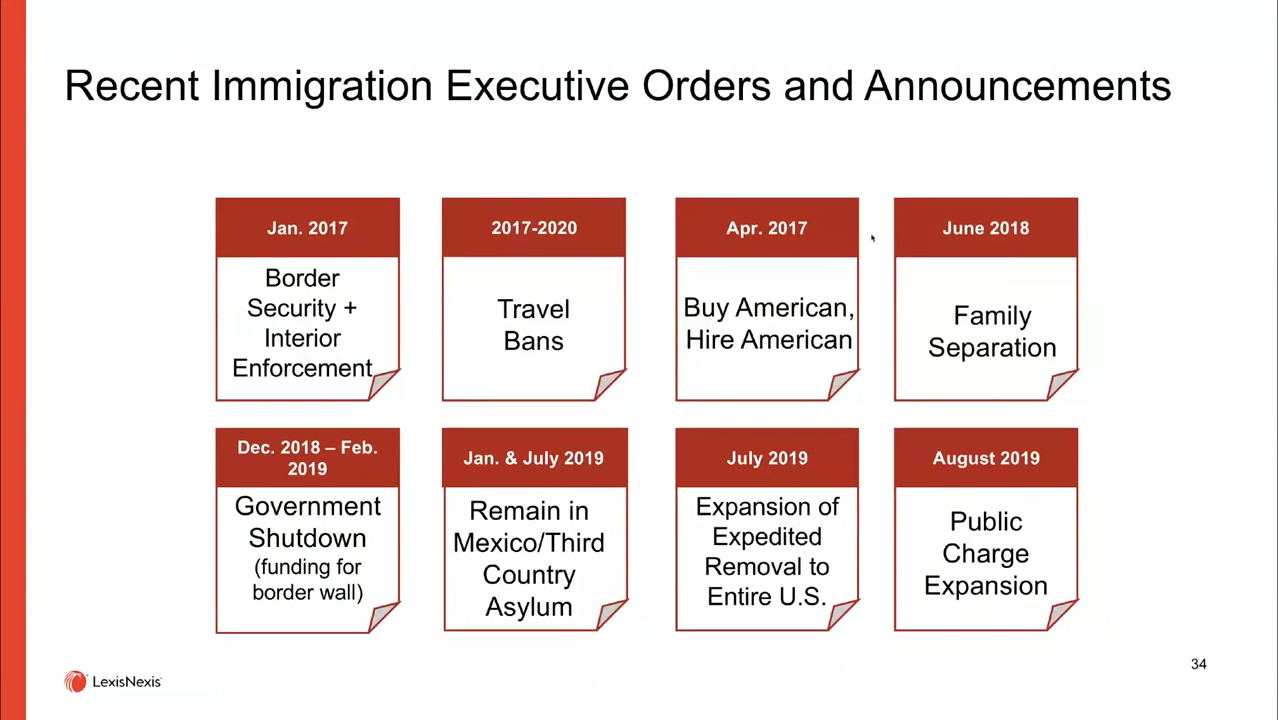 Recent Immigration Executive Orders and Announcements
Jan. 2017
Border
Security +
Interior
Enforcement
2017-2020
Travel
Bans
Apr. 2017
Buy American,
Hire American
June 2018
Family
Separation
Dec. 2018 – Feb.
2019
Government
Shutdown
(funding for
border wall)
Jan. & July 2019
Remain in
Mexico/Third
Country
Asylum
July 2019
Expansion of
Expedited
Removal to
Entire U.S.
August 2019
Public
Charge
Expansion
LexisNexis
34